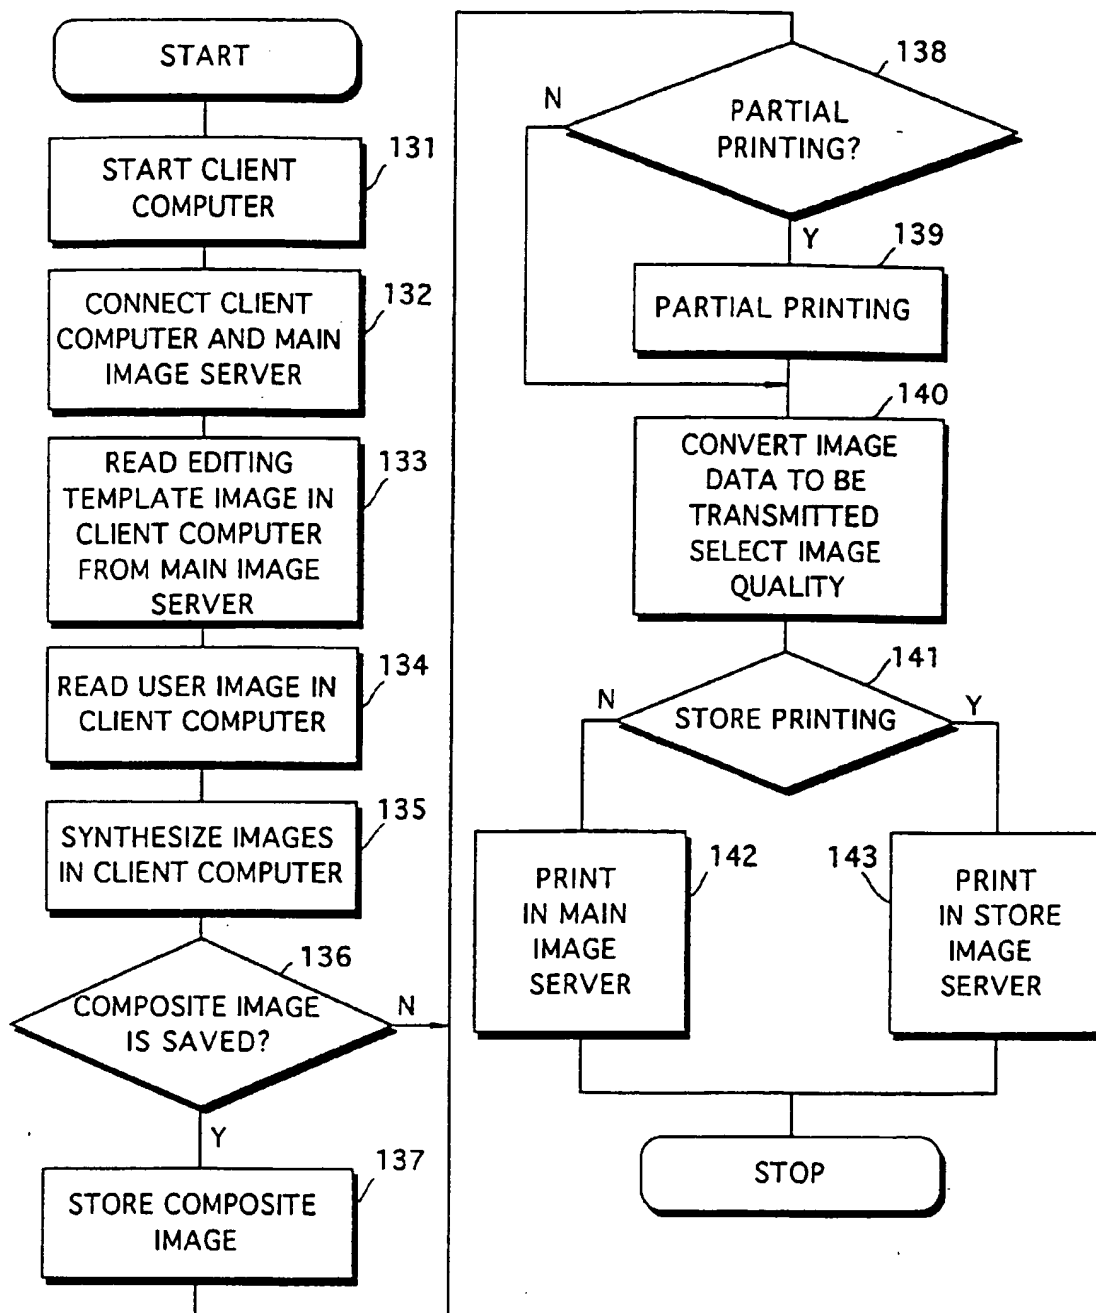 START
131
START CLIENT
COMPUTER
132
CONNECT CLIENT
COMPUTER AND MAIN
IMAGE SERVER
133
READ EDITING
TEMPLATE IMAGE IN
CLIENT COMPUTER
FROM MAIN IMAGE
SERVER
134
READ USER IMAGE IN
CLIENT COMPUTER
135
SYNTHESIZE IMAGES
IN CLIENT COMPUTER
136
COMPOSITE IMAGE
IS SAVED?
N
Y
137
STORE COMPOSITE
IMAGE
138
N
PARTIAL
PRINTING?
Y
139
PARTIAL PRINTING
140
CONVERT IMAGE
DATA TO BE
TRANSMITTED
SELECT IMAGE
QUALITY
141
N
STORE PRINTING
Y
142
PRINT
IN MAIN
IMAGE
SERVER
143
PRINT
IN STORE
IMAGE
SERVER
STOP